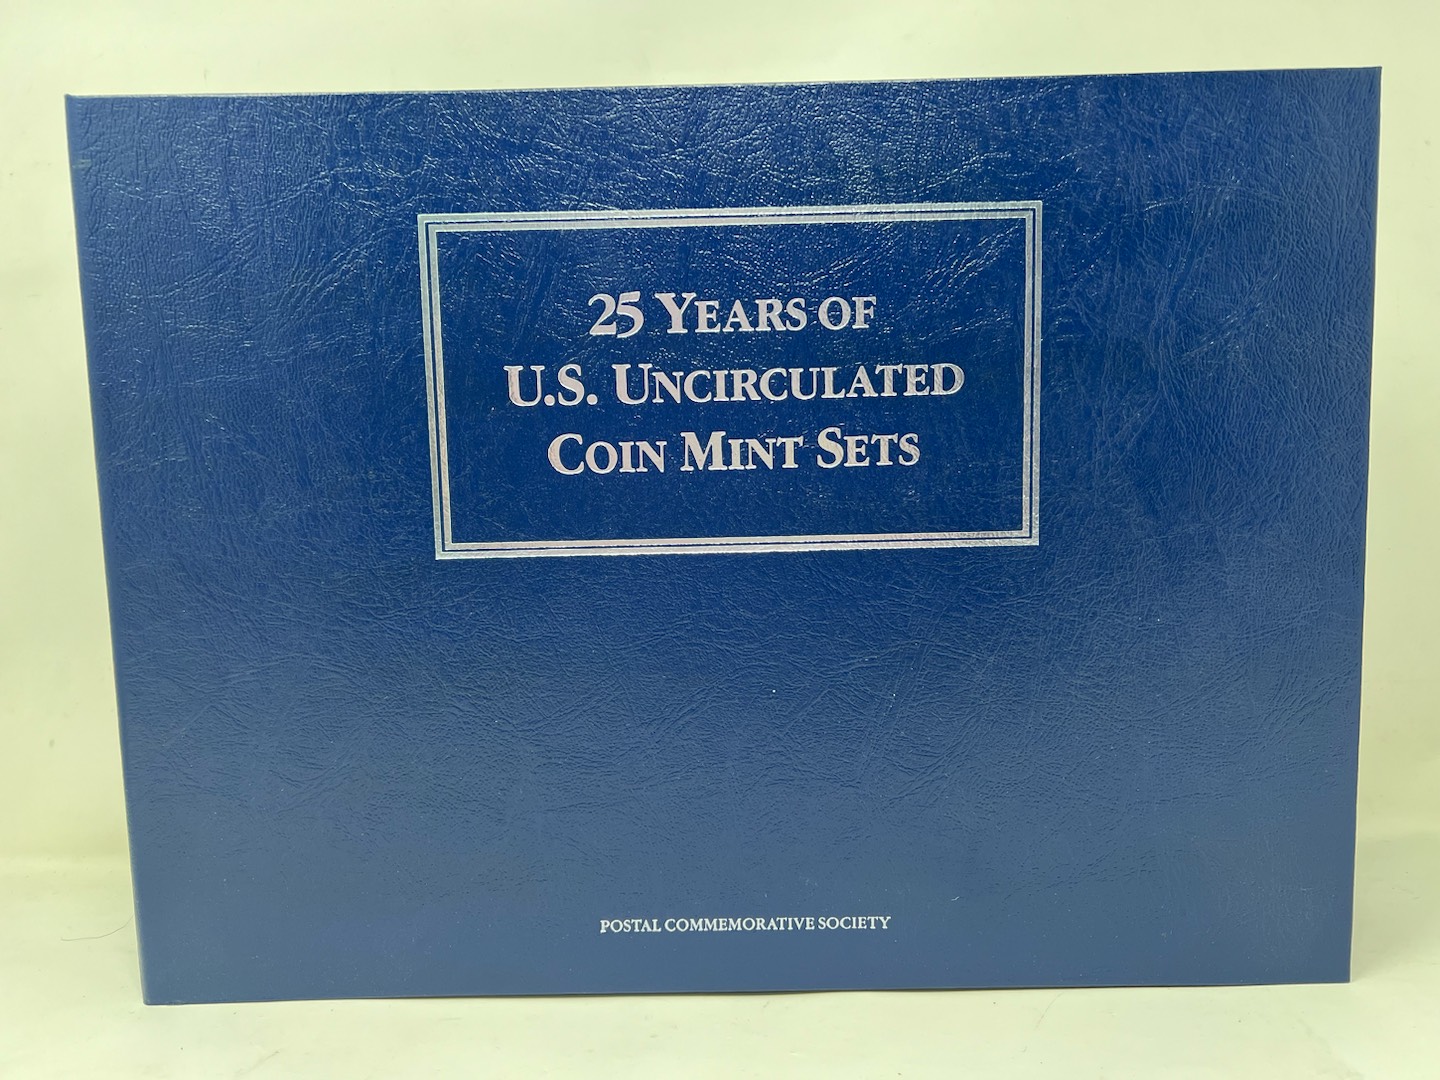 25 YEARS OF
U.S. UNCIRCULATED
COIN MINT SETS
POSTAL COMMEMORATIVE SOCIETY